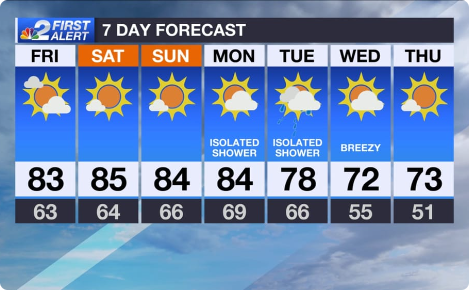 2 FIRST ALERT 7 DAY FORECAST
FRI SAT SUN MON TUE WED THU
ISOLATED SHOWER ISOLATED SHOWER BREEZY
83 85 84 84 78 72 73
63 64 66 69 66 55 51